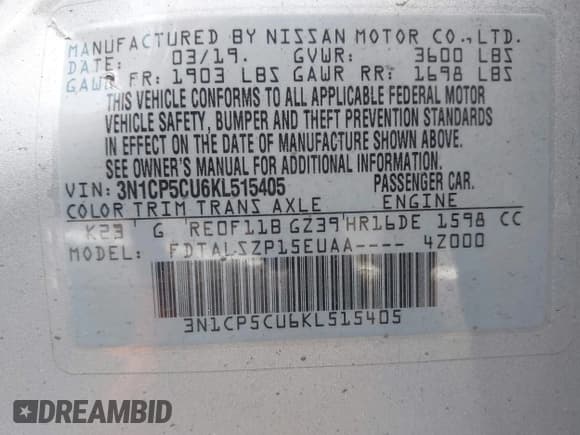 MANUFACTURED BY NISSAN MOTOR CO.,LTD.
DATE: 03/19. GVWR: 3600 LBS
GAWR FR: 1903 LBS GAWR RR: 1698 LBS
THIS VEHICLE CONFORMS TO ALL APPLICABLE FEDERAL MOTOR
VEHICLE SAFETY, BUMPER AND THEFT PREVENTION STANDARDS
IN EFFECT ON THE DATE OF MANUFACTURE SHOWN ABOVE.
SEE OWNER'S MANUAL FOR ADDITIONAL INFORMATION.
VIN: 3N1CP5CU6KL515405 PASSENGER CAR.
COLOR TRIM TRANS AXLE ENGINE
K23 G RE0F11B GZ39 HR16DE 1598 CC
MODEL: FDTALSZP15EUAA---- 4Z000
3N1CP5CU6KL515405
DREAMBID